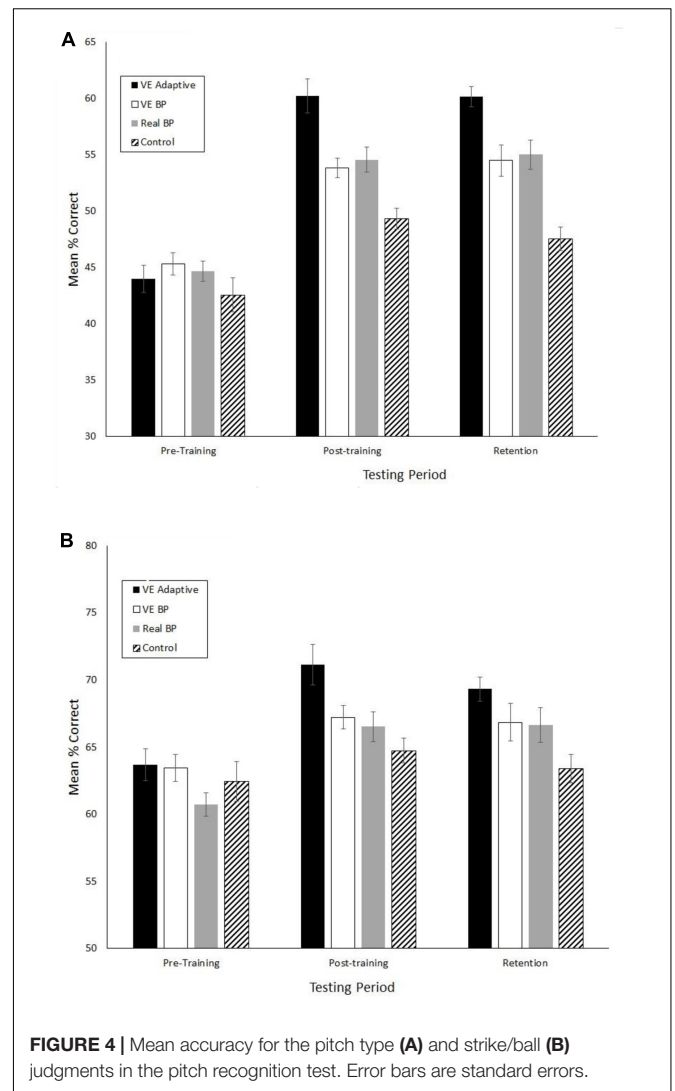 A
65
60
55
50
45
40
35
30
Mean % Correct
VE Adaptive
VE BP
Real BP
Control
Pre-Training
Post-training
Retention
Testing Period
B
80
75
70
65
60
55
50
Mean % Correct
VE Adaptive
VE BP
Real BP
Control
Pre-Training
Post-training
Retention
Testing Period
FIGURE 4 | Mean accuracy for the pitch type (A) and strike/ball (B)
judgments in the pitch recognition test. Error bars are standard errors.